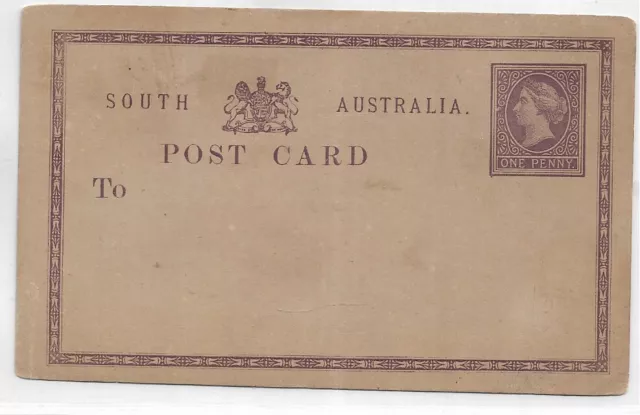 SOUTH AUSTRALIA.
POST CARD
ONE PENNY
To